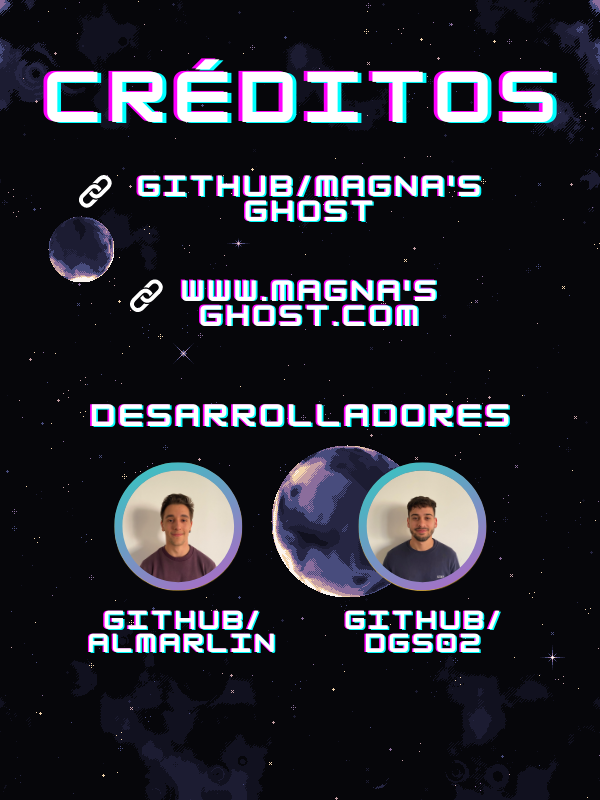 CRÉDITOS
GITHUB/MAGNA'S
GHOST
WWW.MAGNA'S
GHOST.COM
DESARROLLADORES
GITHUB/
ALMARLIN
GITHUB/
DGS02